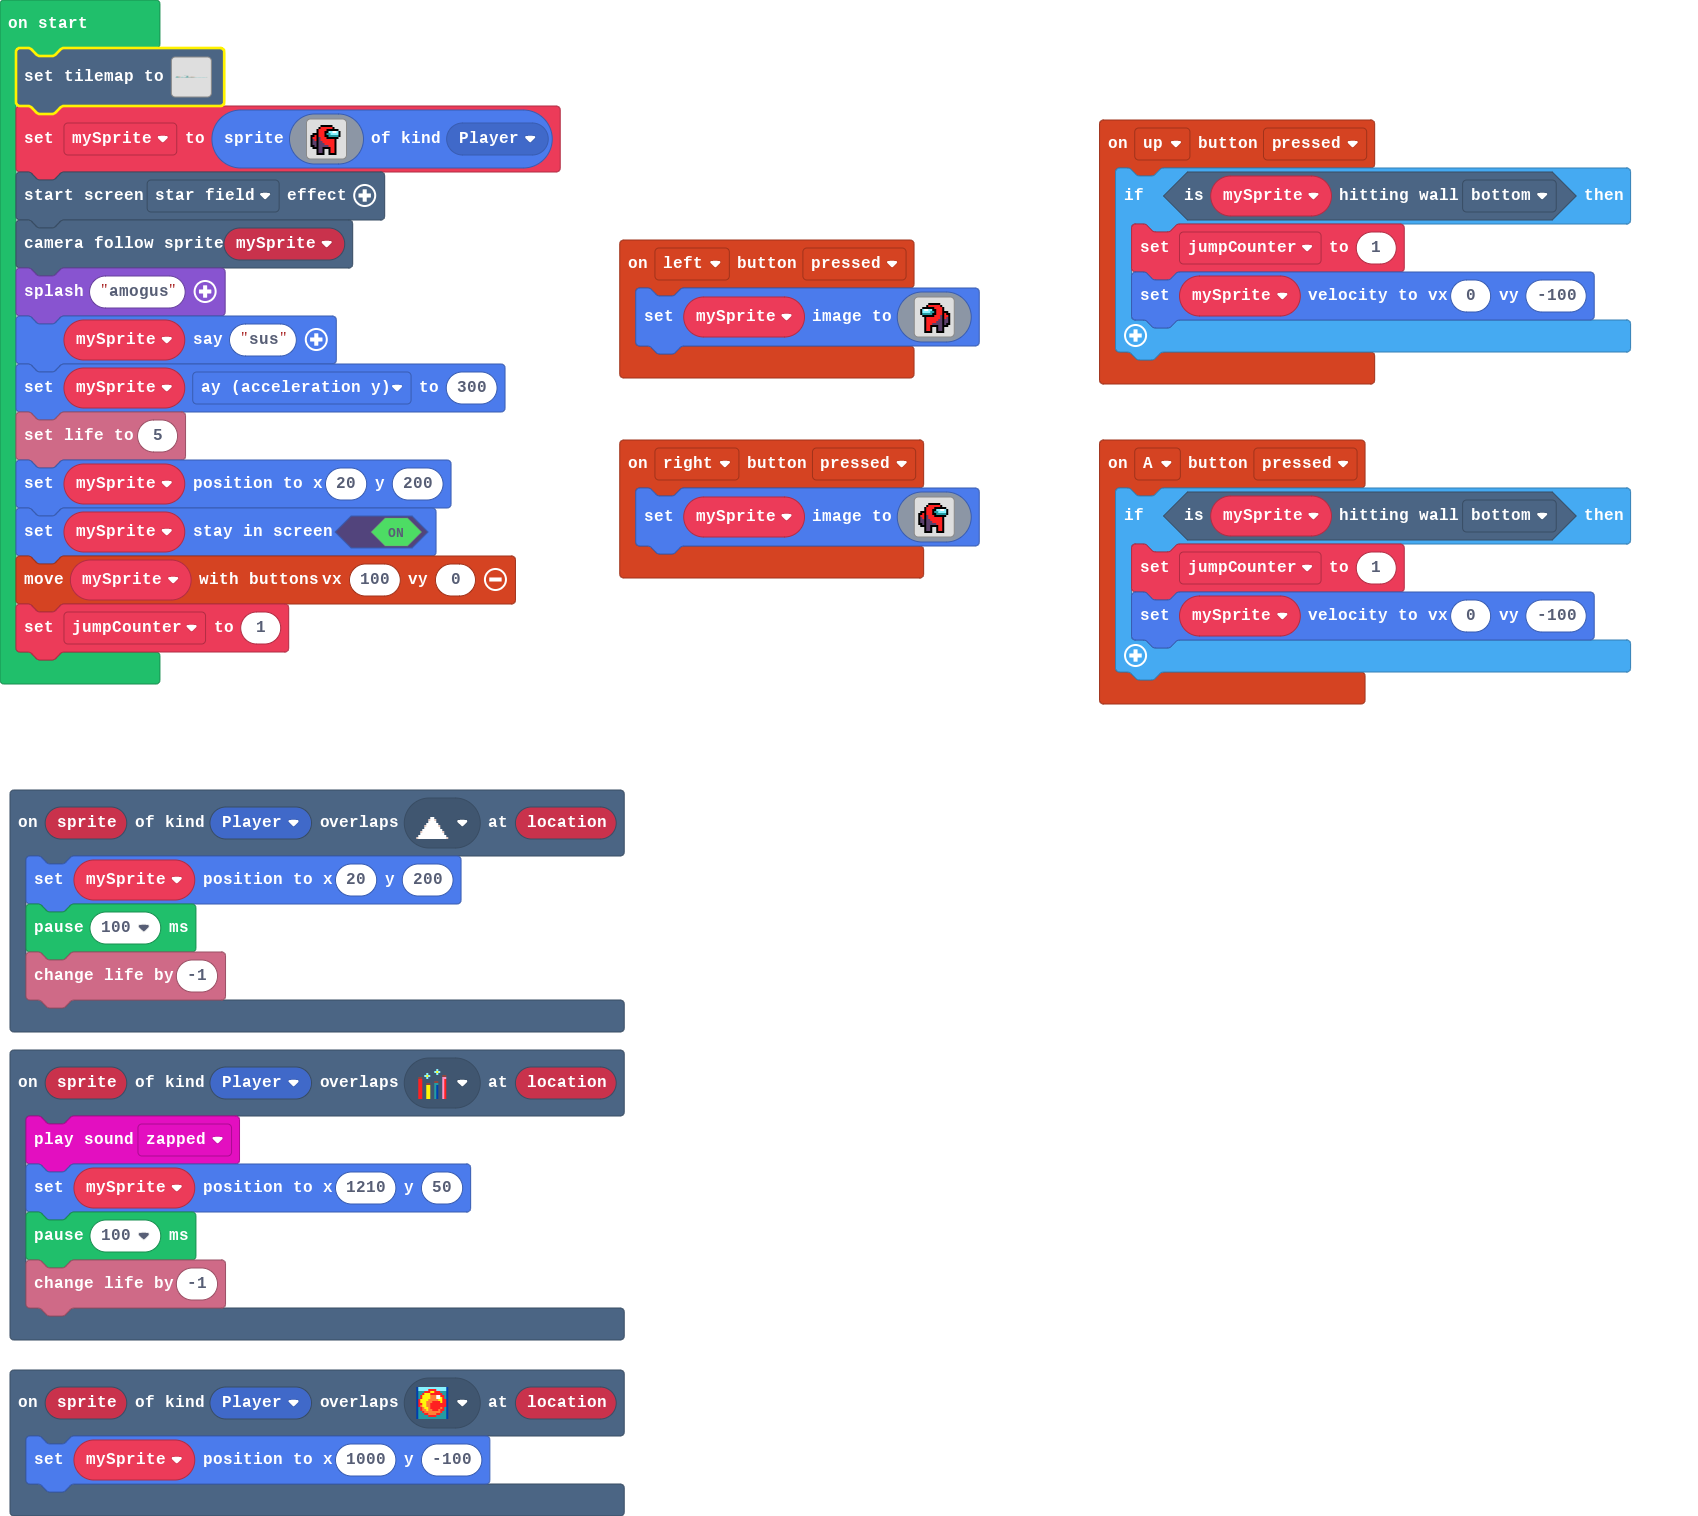 on start
set tilemap to
set mySprite to sprite of kind Player
start screen star field effect
camera follow sprite mySprite
splash "amogus"
mySprite say "sus"
set mySprite ay (acceleration y) to 300
set life to 5
set mySprite position to x 20 y 200
set mySprite stay in screen ON
move mySprite with buttons vx 100 vy 0
set jumpCounter to 1
on left button pressed
set mySprite image to
on right button pressed
set mySprite image to
on up button pressed
if is mySprite hitting wall bottom then
set jumpCounter to 1
set mySprite velocity to vx 0 vy -100
on A button pressed
if is mySprite hitting wall bottom then
set jumpCounter to 1
set mySprite velocity to vx 0 vy -100
on sprite of kind Player overlaps at location
set mySprite position to x 20 y 200
pause 100 ms
change life by -1
on sprite of kind Player overlaps at location
play sound zapped
set mySprite position to x 1210 y 50
pause 100 ms
change life by -1
on sprite of kind Player overlaps at location
set mySprite position to x 1000 y -100